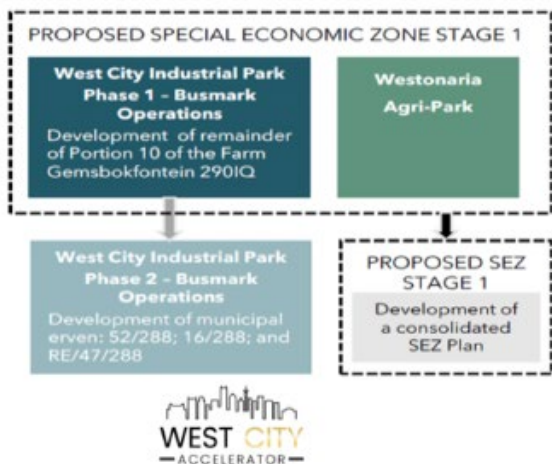 PROPOSED SPECIAL ECONOMIC ZONE STAGE 1
West City Industrial Park
Phase 1 – Busmark
Operations
Development of remainder
of Portion 10 of the Farm
Gemsbokfontein 290IQ
Westonaria
Agri-Park
West City Industrial Park
Phase 2 – Busmark
Operations
Development of municipal
erven: 52/288; 16/288; and
RE/47/288
PROPOSED SEZ
STAGE 1
Development of
a consolidated
SEZ Plan
WEST CITY
ACCELERATOR